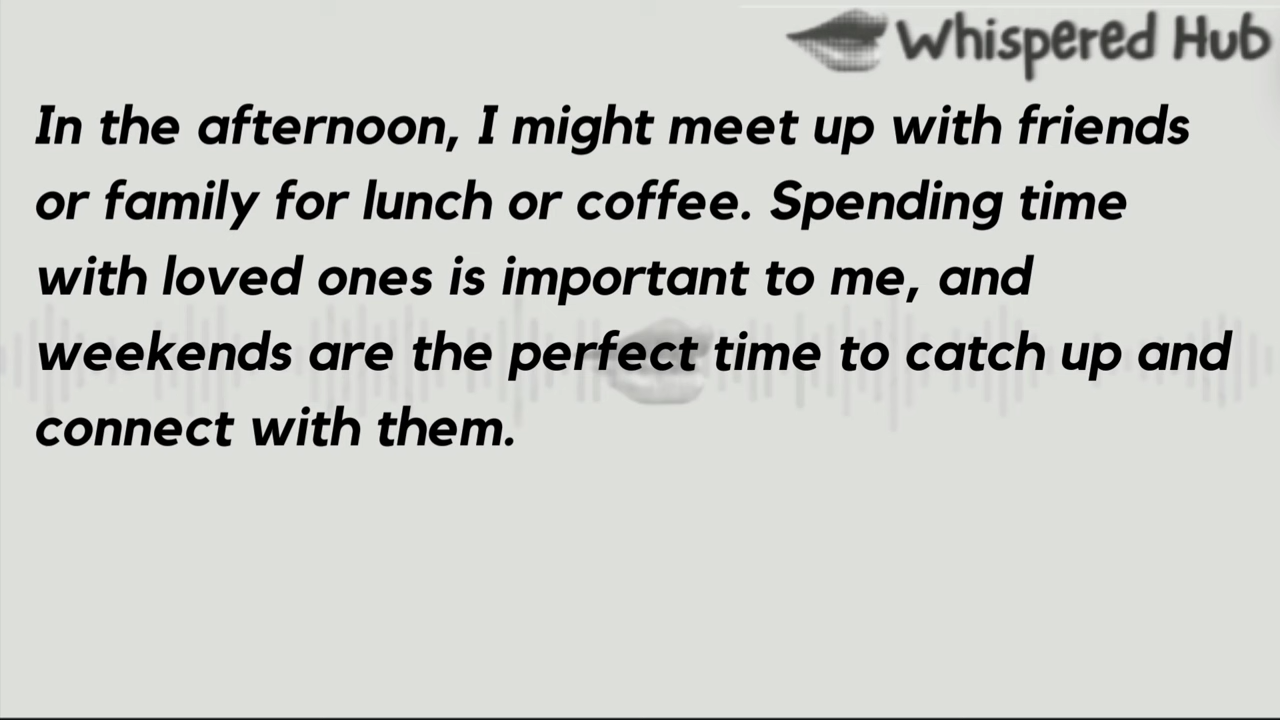 Whispered Hub
In the afternoon, I might meet up with friends
or family for lunch or coffee. Spending time
with loved ones is important to me, and
weekends are the perfect time to catch up and
connect with them.